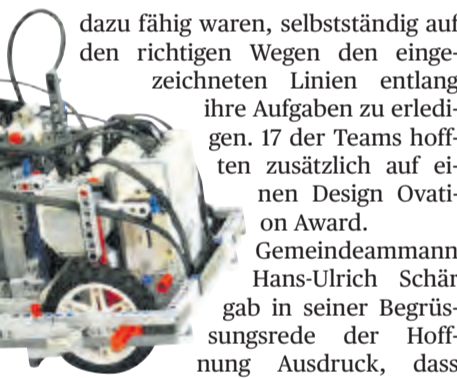 dazu fähig waren, selbstständig auf
den richtigen Wegen den einge-
zeichneten Linien entlang
ihre Aufgaben zu erledi-
gen. 17 der Teams hoff-
ten zusätzlich auf ei-
nen Design Ovati-
on Award.
Gemeindeammann
Hans-Ulrich Schär
gab in seiner Begrüs-
sungsrede der Hoff-
nung Ausdruck, dass